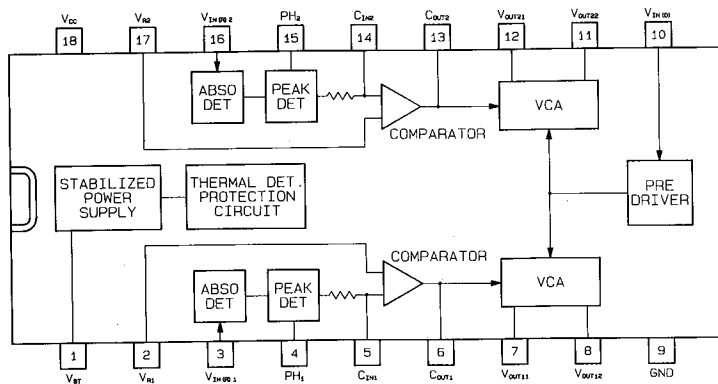 VCC VR2 VIN(R)2 PH2 CIN2 COUT2 VOUT21 VOUT22 VIN(D)
18 17 16 15 14 13 12 11 10
ABSO
DET
PEAK
DET
COMPARATOR
VCA
STABILIZED
POWER
SUPPLY
THERMAL DET.
PROTECTION
CIRCUIT
PRE
DRIVER
COMPARATOR
ABSO
DET
PEAK
DET
VCA
1 2 3 4 5 6 7 8 9
VBT VR1 VIN(R)1 PH1 CIN1 COUT1 VOUT11 VOUT12 GND